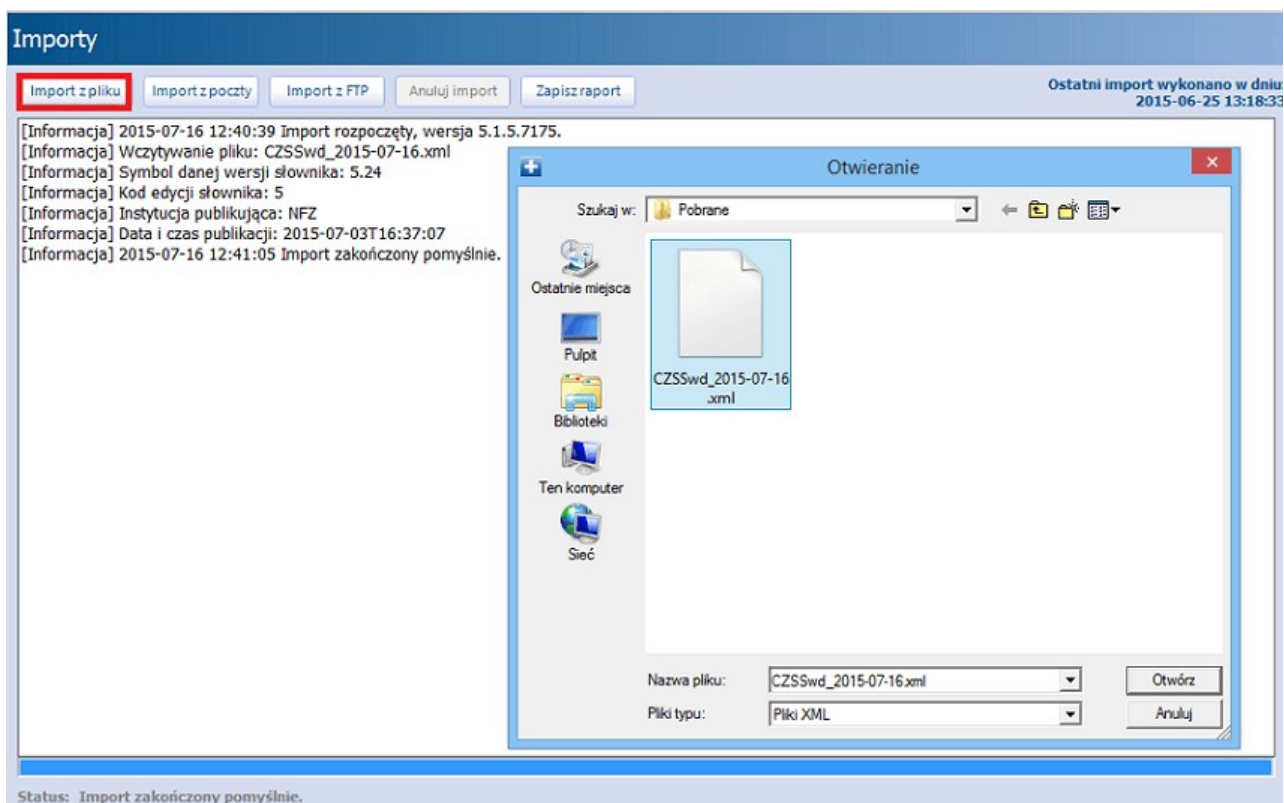 Importy
Import z pliku Import z poczty Import z FTP Anuluj import Zapisz raport
Ostatni import wykonano w dniu:
2015-06-25 13:18:33
[Informacja] 2015-07-16 12:40:39 Import rozpoczęty, wersja 5.1.5.7175.
[Informacja] Wczytywanie pliku: CZSSwd_2015-07-16.xml
[Informacja] Symbol danej wersji słownika: 5.24
[Informacja] Kod edycji słownika: 5
[Informacja] Instytucja publikująca: NFZ
[Informacja] Data i czas publikacji: 2015-07-03T16:37:07
[Informacja] 2015-07-16 12:41:05 Import zakończony pomyślnie.
Otwieranie
Szukaj w: Pobrane
Ostatnie miejsca
Pulpit
Biblioteki
Ten komputer
Sieć
CZSSwd_2015-07-16
.xml
Nazwa pliku: CZSSwd_2015-07-16.xml Otwórz
Pliki typu: Pliki XML Anuluj
Status: Import zakończony pomyślnie.